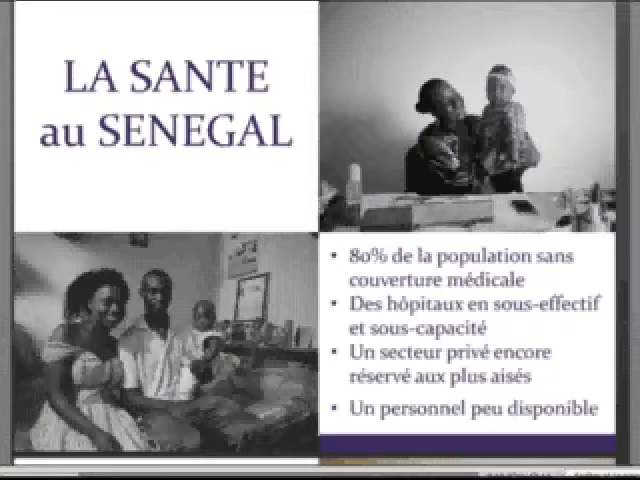 LA SANTE
au SENEGAL
• 80% de la population sans
couverture médicale
• Des hôpitaux en sous-effectif
et sous-capacité
• Un secteur privé encore
réservé aux plus aisés
• Un personnel peu disponible